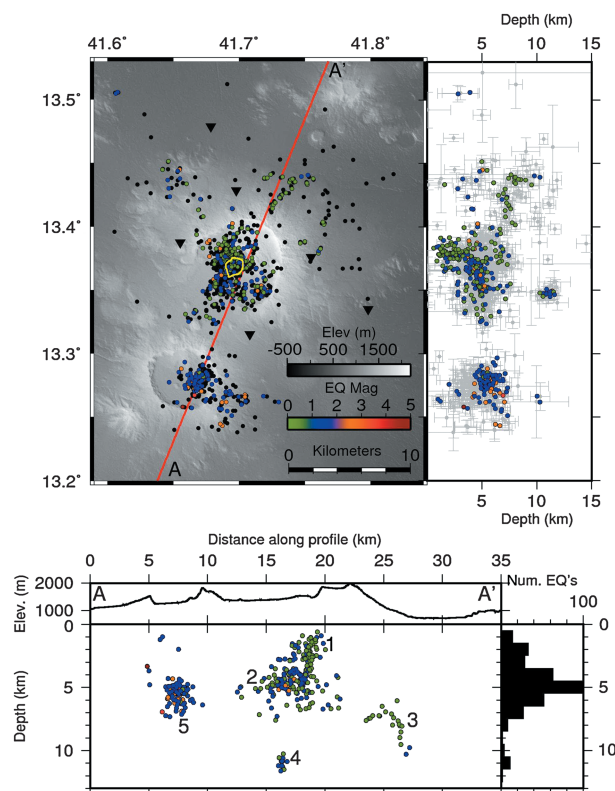 Depth (km)
41.6˚ 41.7˚ 41.8˚ 5 10 15
A'
13.5˚
13.4˚
13.3˚
13.2˚
Elev (m)
-500 500 1500
EQ Mag
0 1 2 3 4 5
Kilometers
0 10
A
5 10 15
Depth (km)
Distance along profile (km)
0 5 10 15 20 25 30 35
Elev. (m)
2000
1000
A A'
Num. EQ's
100
0 0
Depth (km)
5 5
10 10
1
2
3
4
5